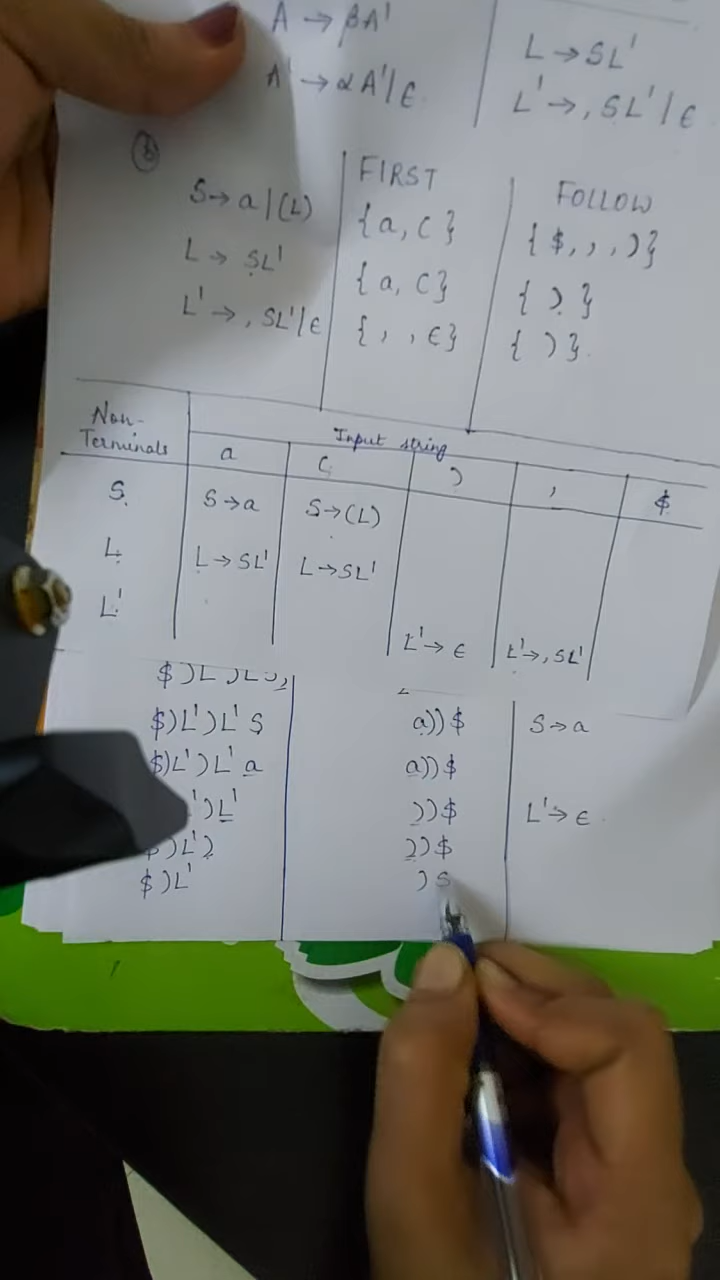 A → βA'
A' → αA'/ϵ
L → SL'
L' → , SL'/ϵ
(b)
FIRST
FOLLOW
S → a|(L)
{a, (}
{$, , , )}
L → SL'
{a, (}
{ ) }
L' → , SL'/ϵ
{ , , ϵ}
{ ) }
Non-Terminals
Input string
a ( ) , $
S S → a S → (L)
L L → SL' L → SL'
L' L' → ϵ L' → , SL'
$)L')L' S a))$ S → a
$)L')L' a a))$
')L' ))$ L' → ϵ
$)L') ))$
$)L' )$